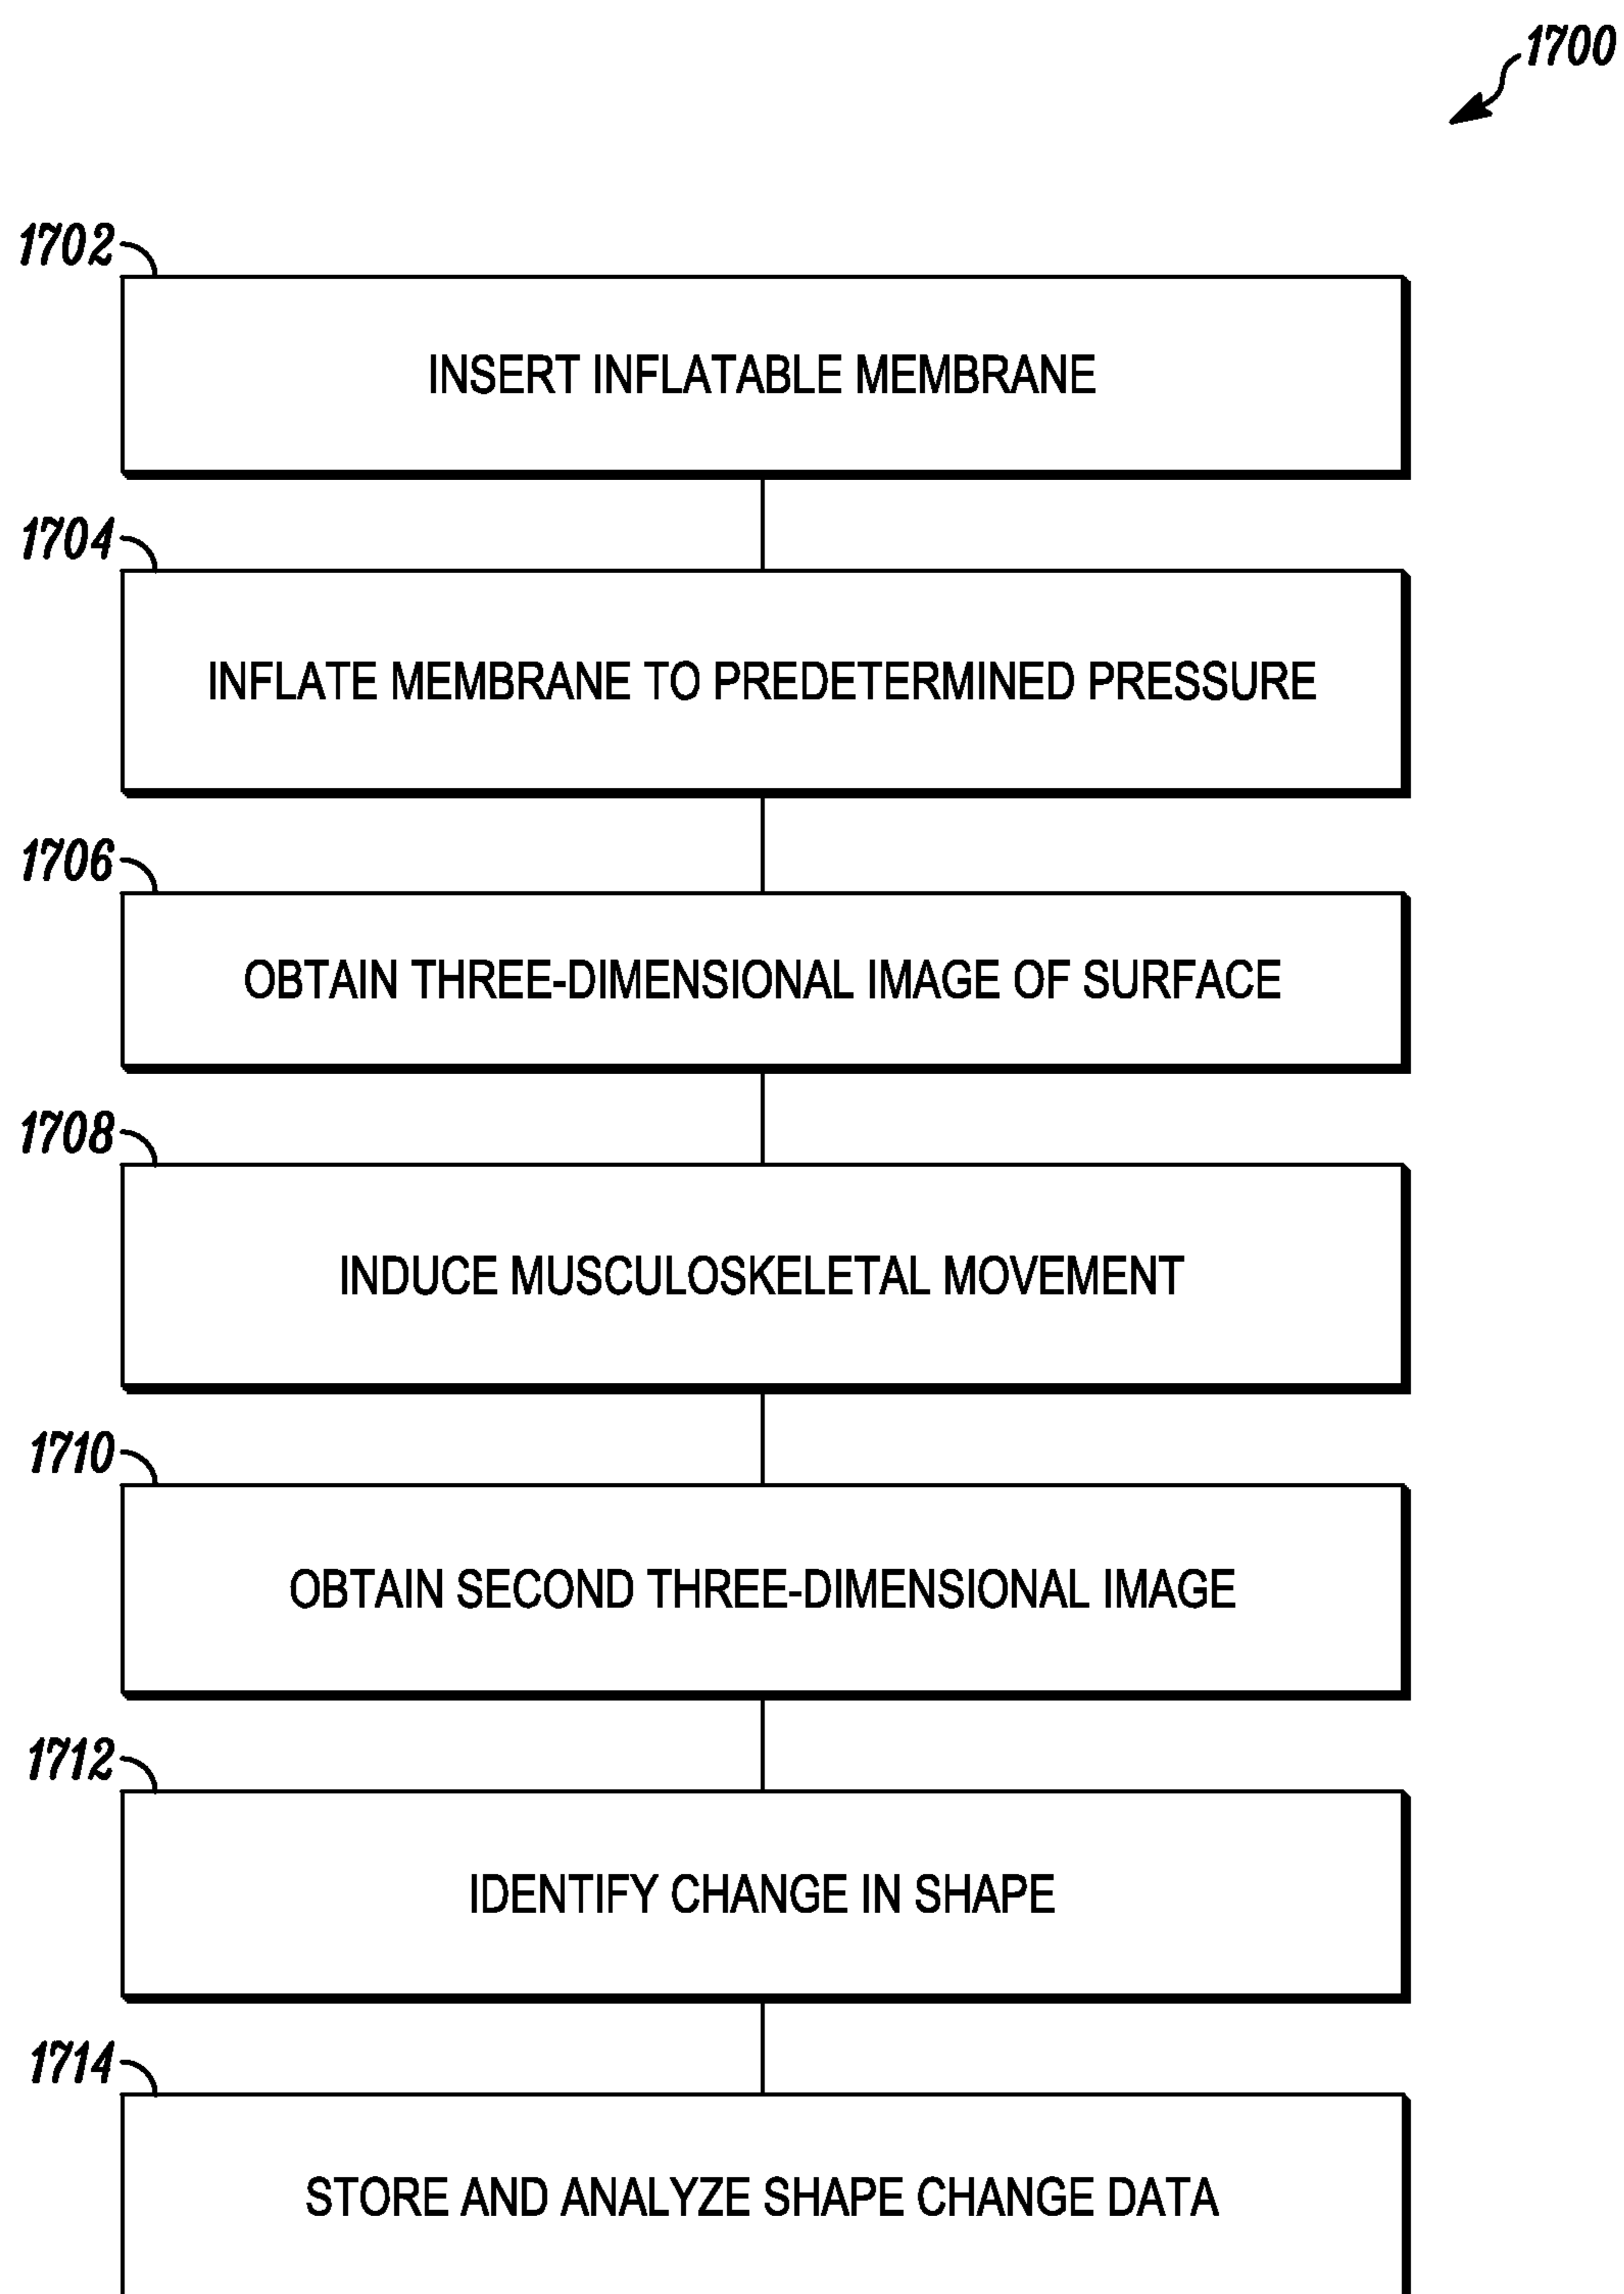 1700
1702
INSERT INFLATABLE MEMBRANE
1704
INFLATE MEMBRANE TO PREDETERMINED PRESSURE
1706
OBTAIN THREE-DIMENSIONAL IMAGE OF SURFACE
1708
INDUCE MUSCULOSKELETAL MOVEMENT
1710
OBTAIN SECOND THREE-DIMENSIONAL IMAGE
1712
IDENTIFY CHANGE IN SHAPE
1714
STORE AND ANALYZE SHAPE CHANGE DATA